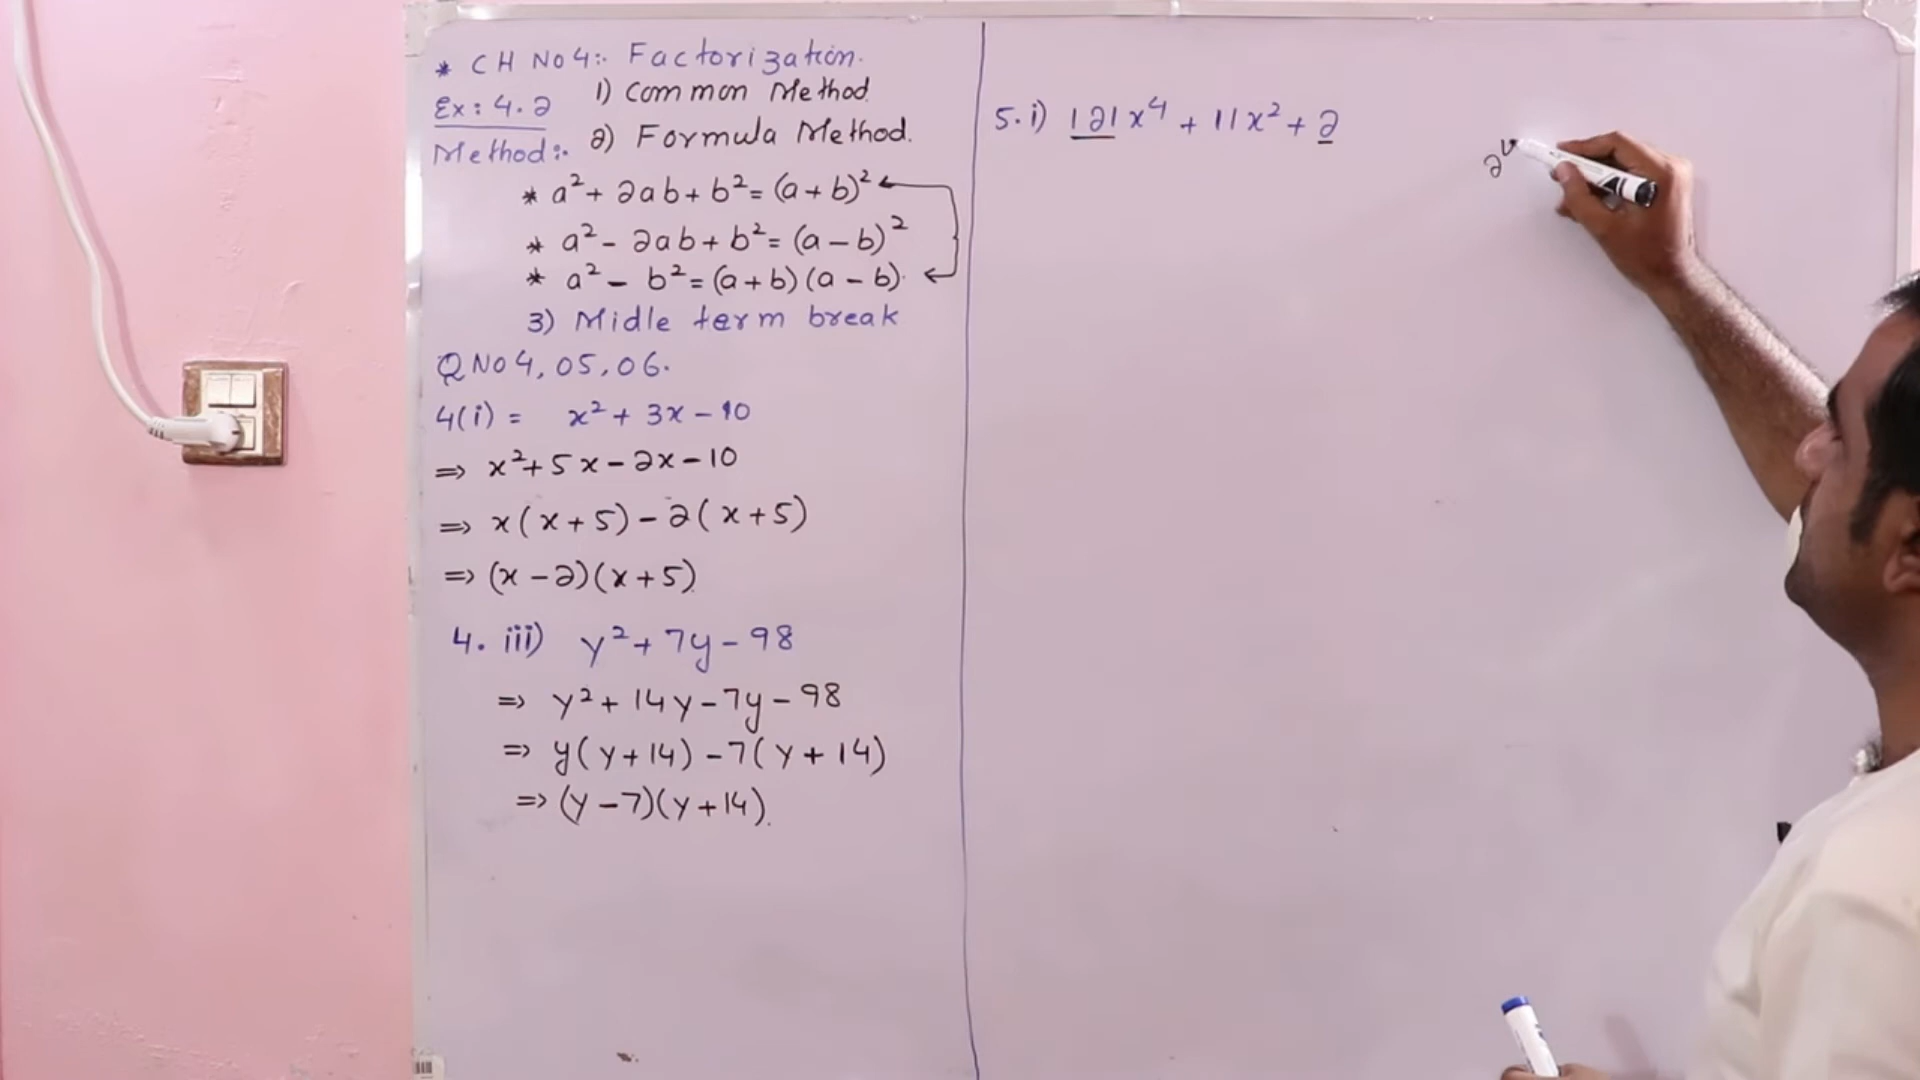 * CH NO 4:- Factorization.
Ex: 4.2 1) Common Method
Method:- 2) Formula Method.
* a² + 2ab + b² = (a + b)²
* a² - 2ab + b² = (a - b)²
* a² - b² = (a + b) (a - b).
3) Midle term break
Q NO 4, 05, 06.
4(i) = x² + 3x - 10
⇒ x² + 5x - 2x - 10
⇒ x(x + 5) - 2(x + 5)
⇒ (x - 2)(x + 5).
4. iii) y² + 7y - 98
⇒ y² + 14y - 7y - 98
⇒ y(y + 14) - 7(y + 14)
⇒ (y - 7)(y + 14).
5. i) 121x⁴ + 11x² + 2
2